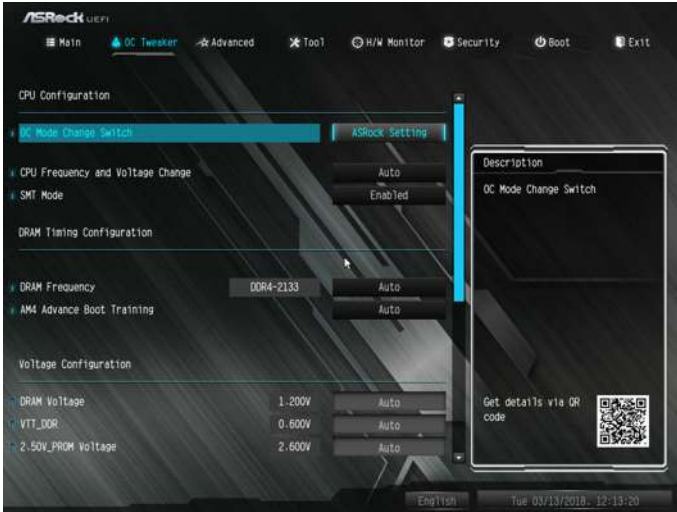 ASRock UEFI
Main OC Tweaker Advanced Tool H/W Monitor Security Boot Exit
CPU Configuration
OC Mode Change Switch ASRock Setting
CPU Frequency and Voltage Change Auto
SMT Mode Enabled
DRAM Timing Configuration
DRAM Frequency DDR4-2133 Auto
AM4 Advance Boot Training Auto
Voltage Configuration
DRAM Voltage 1.200V Auto
VTT_DDR 0.600V Auto
2.50V_PROM Voltage 2.600V Auto
Description
OC Mode Change Switch
Get details via QR
code
English Tue 03/13/2018. 12:13:20